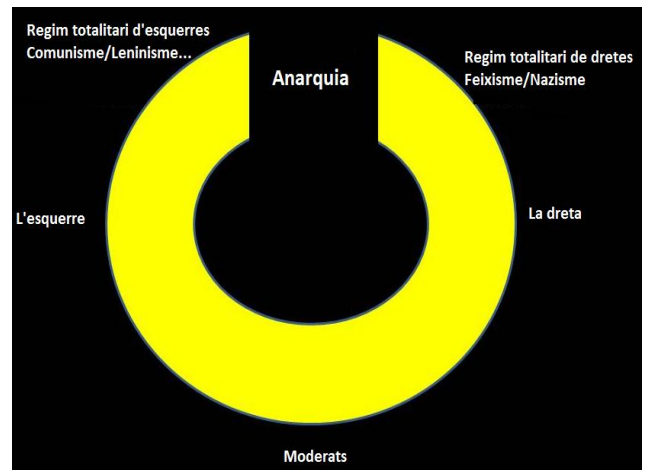 Regim totalitari d'esquerres
Comunisme/Leninisme...
Anarquia
Regim totalitari de dretes
Feixisme/Nazisme
L'esquerre
La dreta
Moderats